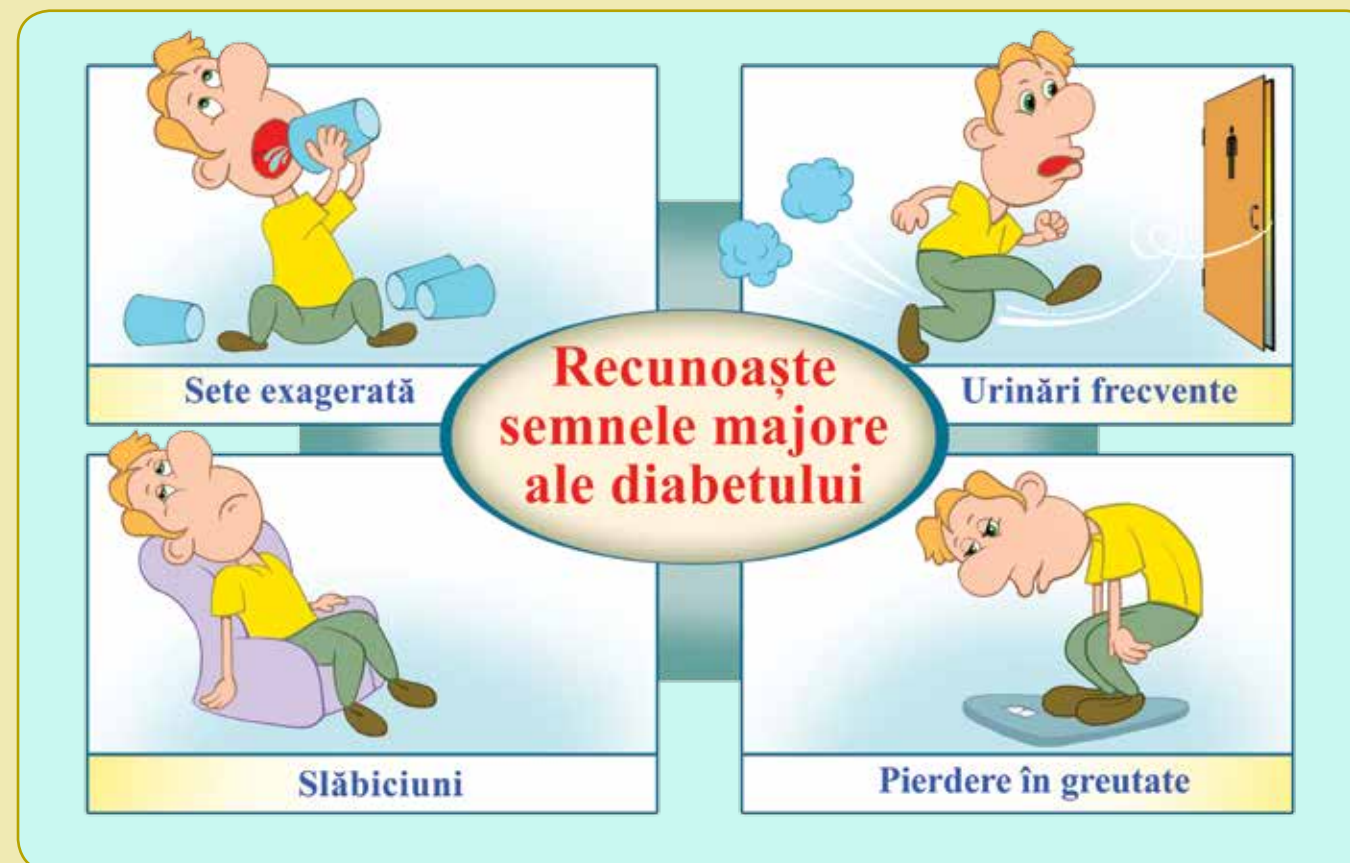 Sete exagerată
Urinări frecvente
Recunoaște
semnele majore
ale diabetului
Slăbiciuni
Pierdere în greutate